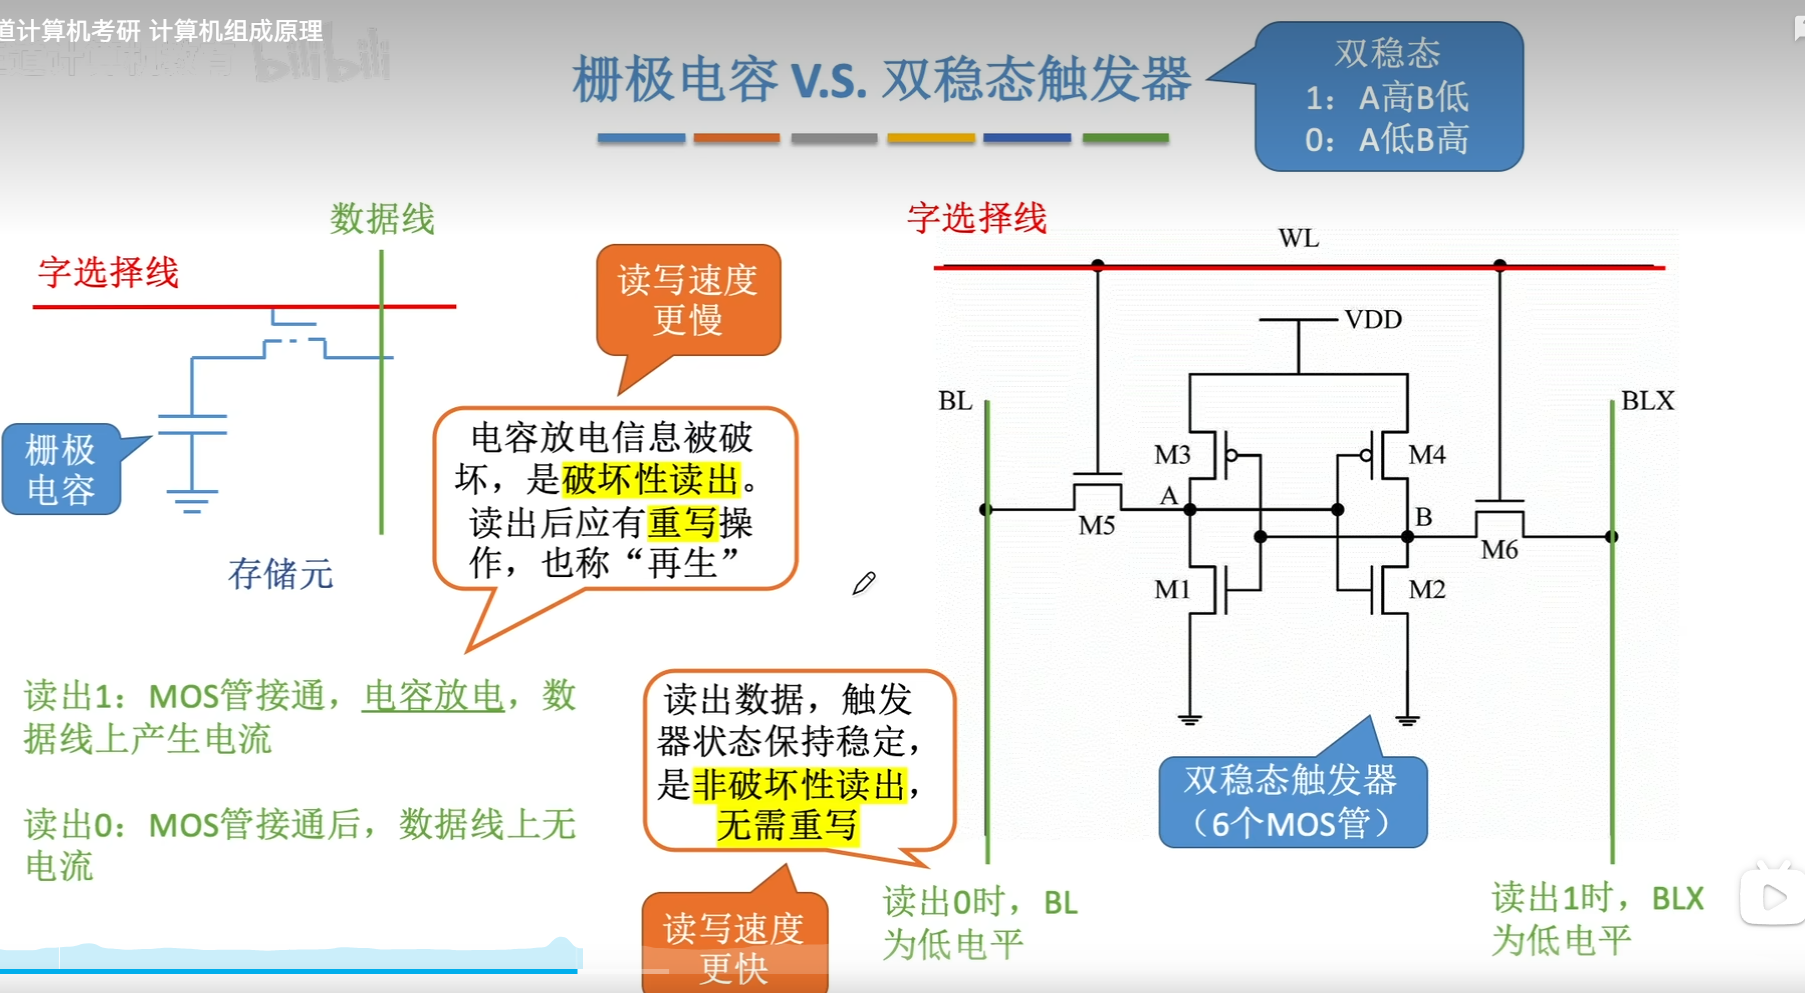 道计算机考研 计算机组成原理
bilibili
栅极电容 V.S. 双稳态触发器
双稳态
1：A高B低
0：A低B高
数据线
字选择线
栅极
电容
存储元
读写速度
更慢
电容放电信息被破
坏，是破坏性读出。
读出后应有重写操
作，也称“再生”
读出1：MOS管接通，电容放电，数
据线上产生电流
读出0：MOS管接通后，数据线上无
电流
读出数据，触发
器状态保持稳定，
是非破坏性读出，
无需重写
读写速度
更快
字选择线
WL
VDD
BL
BLX
M3
M4
A
M5
B
M6
M1
M2
双稳态触发器
（6个MOS管）
读出0时，BL
为低电平
读出1时，BLX
为低电平